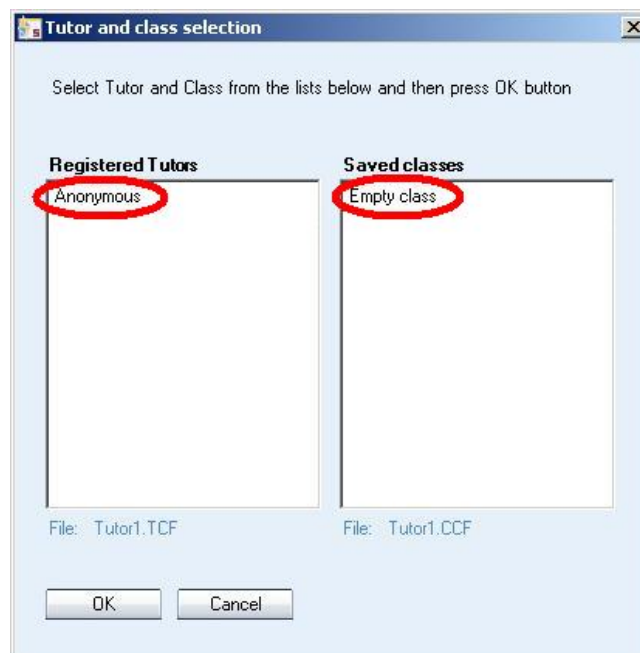 Tutor and class selection
Select Tutor and Class from the lists below and then press OK button
Registered Tutors
Anonymous
File: Tutor1.TCF
Saved classes
Empty class
File: Tutor1.CCF
OK
Cancel